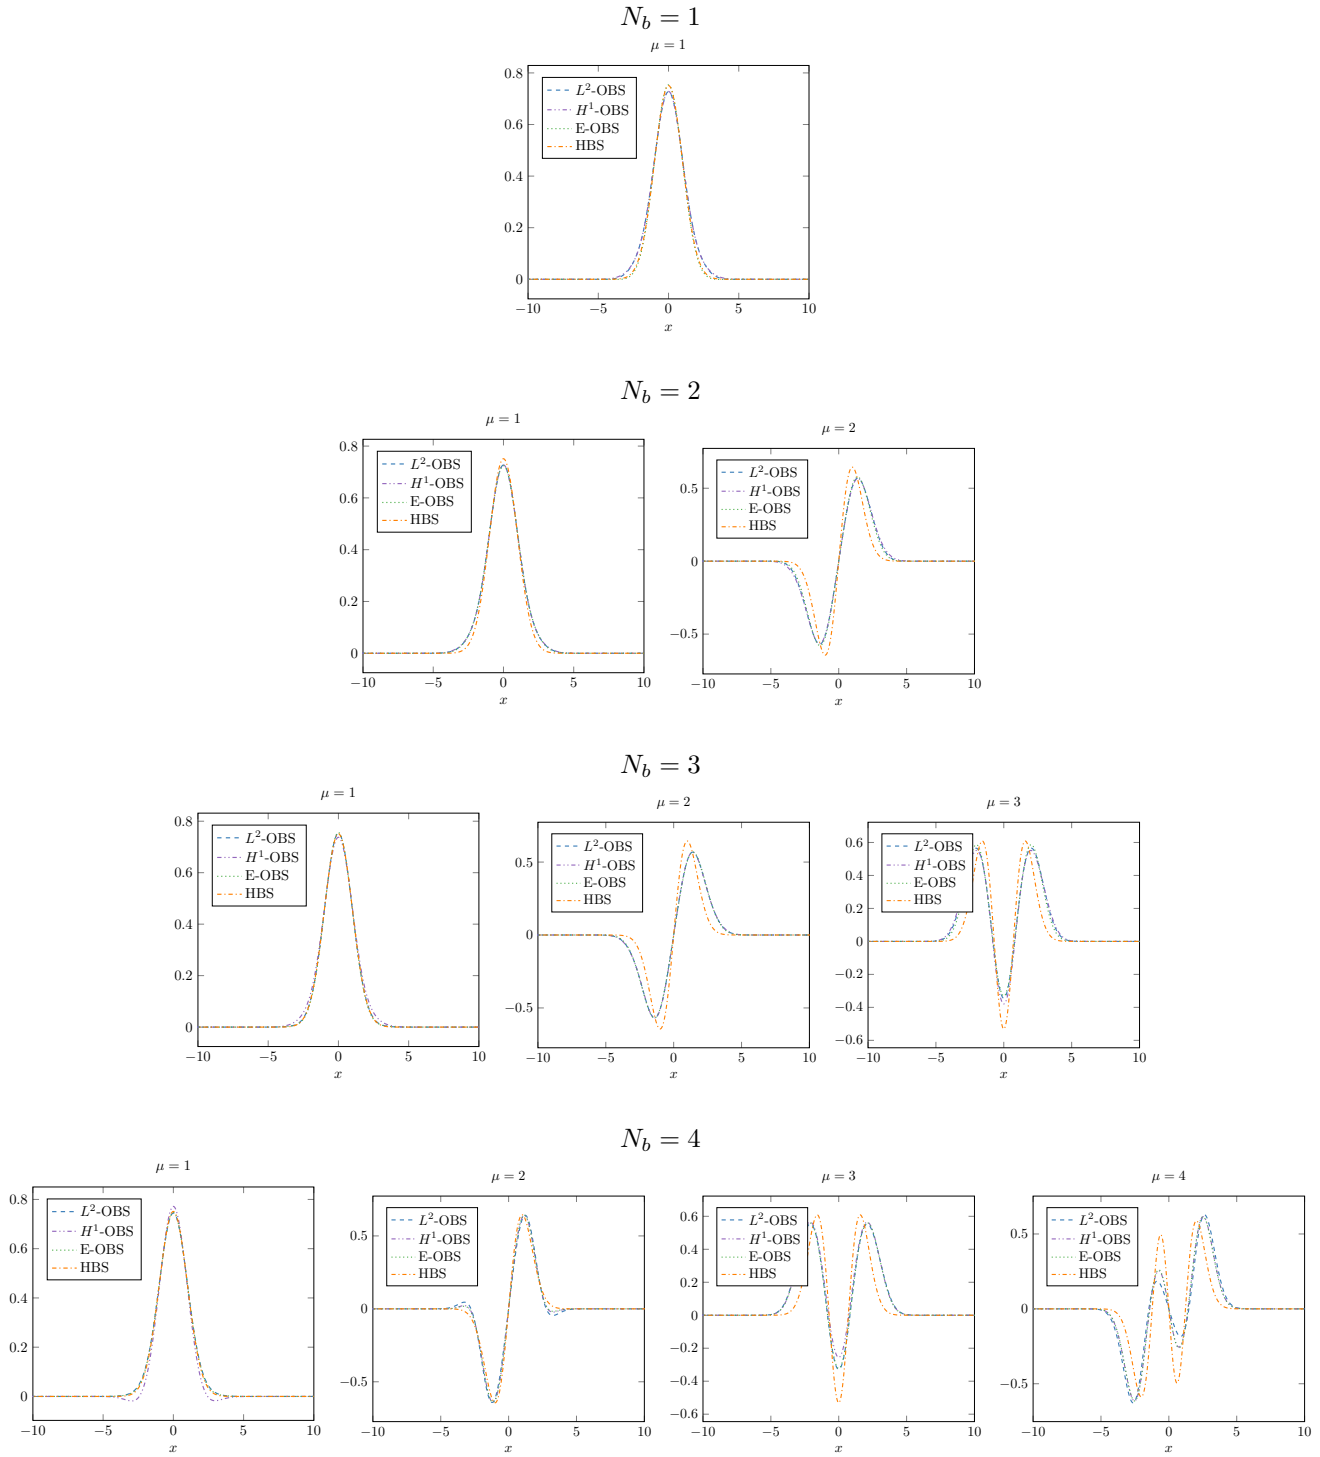 N_b = 1
μ = 1
0.8
0.6
0.4
0.2
0
L²-OBS
H¹-OBS
E-OBS
HBS
−10 −5 0 5 10
x
N_b = 2
μ = 1
0.8
0.6
0.4
0.2
0
L²-OBS
H¹-OBS
E-OBS
HBS
−10 −5 0 5 10
x
μ = 2
0.5
0
−0.5
L²-OBS
H¹-OBS
E-OBS
HBS
−10 −5 0 5 10
x
N_b = 3
μ = 1
0.8
0.6
0.4
0.2
0
L²-OBS
H¹-OBS
E-OBS
HBS
−10 −5 0 5 10
x
μ = 2
0.5
0
−0.5
L²-OBS
H¹-OBS
E-OBS
HBS
−10 −5 0 5 10
x
μ = 3
0.6
0.4
0.2
0
−0.2
−0.4
−0.6
L²-OBS
H¹-OBS
E-OBS
HBS
−10 −5 0 5 10
x
N_b = 4
μ = 1
0.8
0.6
0.4
0.2
0
L²-OBS
H¹-OBS
E-OBS
HBS
−10 −5 0 5 10
x
μ = 2
0.5
0
−0.5
L²-OBS
H¹-OBS
E-OBS
HBS
−10 −5 0 5 10
x
μ = 3
0.6
0.4
0.2
0
−0.2
−0.4
−0.6
L²-OBS
H¹-OBS
E-OBS
HBS
−10 −5 0 5 10
x
μ = 4
0.5
0
−0.5
L²-OBS
H¹-OBS
E-OBS
HBS
−10 −5 0 5 10
x